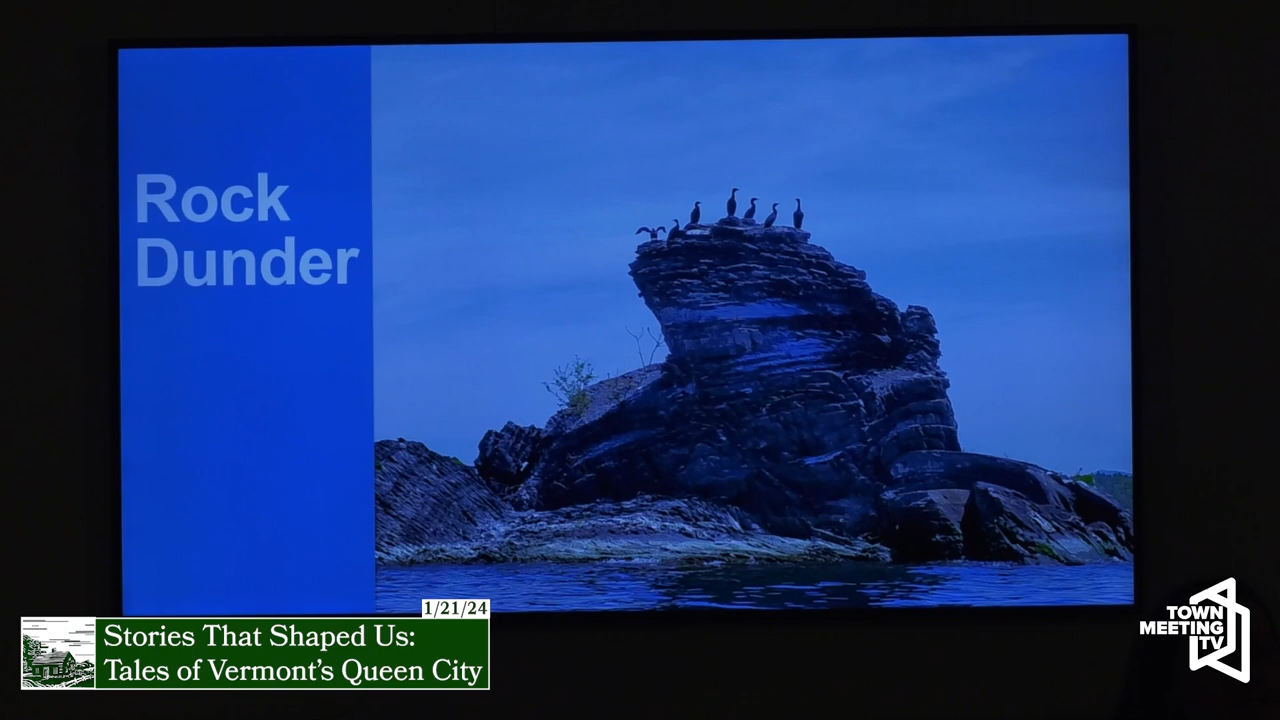 Rock
Dunder
1/21/24
Stories That Shaped Us:
Tales of Vermont's Queen City
TOWN
MEETING
TV